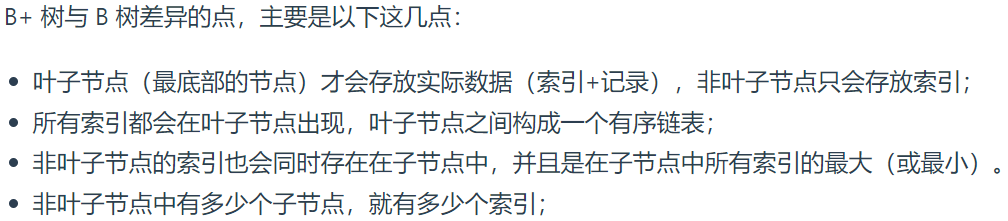 B+ 树与 B 树差异的点，主要是以下这几点：
• 叶子节点（最底部的节点）才会存放实际数据（索引+记录），非叶子节点只会存放索引；
• 所有索引都会在叶子节点出现，叶子节点之间构成一个有序链表；
• 非叶子节点的索引也会同时存在在子节点中，并且是在子节点中所有索引的最大（或最小）。
• 非叶子节点中有多少个子节点，就有多少个索引；